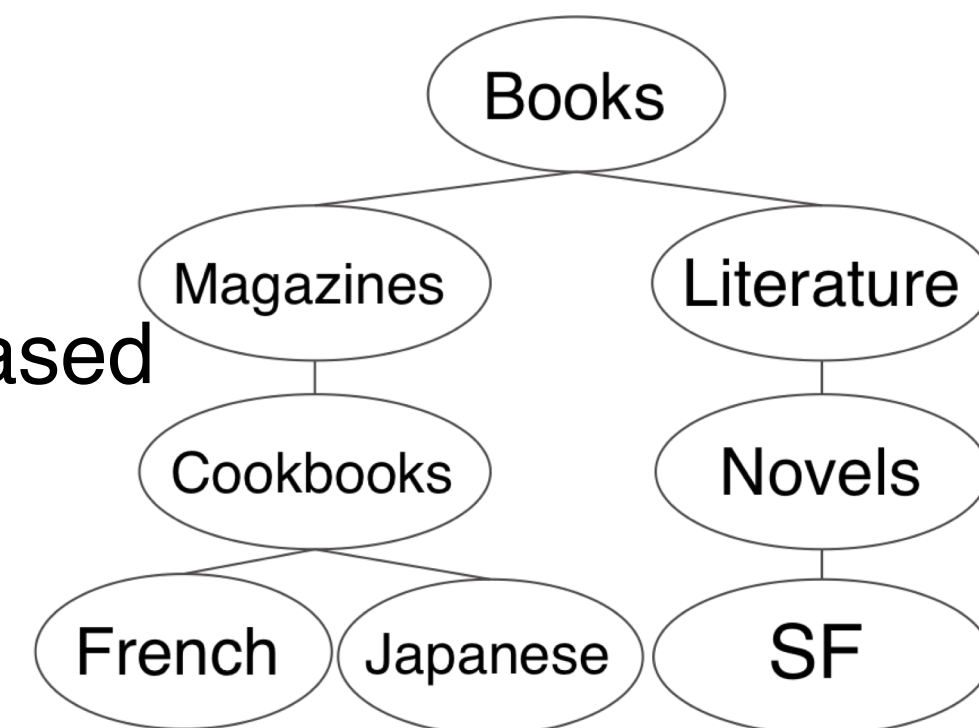 Books
Magazines
Literature
ased
Cookbooks
Novels
French
Japanese
SF